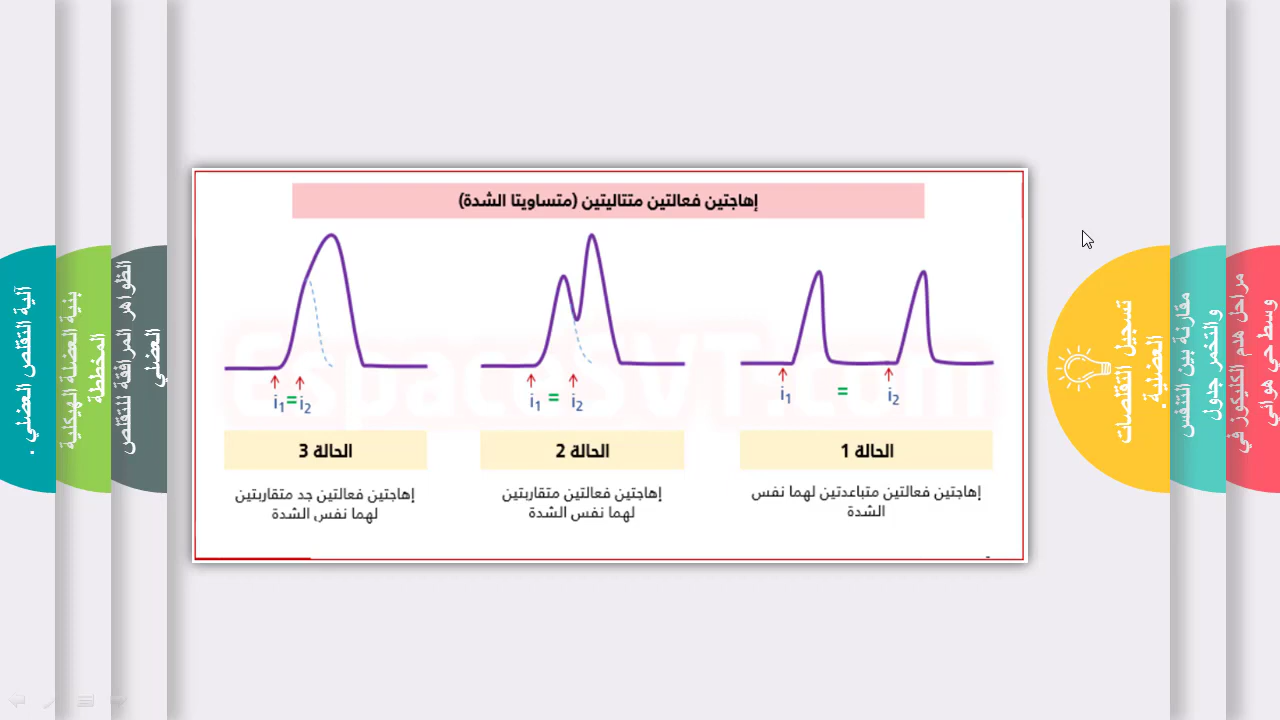 إهاجتين فعالتين متتاليتين (متساويتا الشدة)
i₁ = i₂
i₁ = i₂
i₁=i₂
الحالة 1
الحالة 2
الحالة 3
إهاجتين فعالتين متباعدتين لهما نفس
الشدة
إهاجتين فعالتين متقاربتين
لهما نفس الشدة
إهاجتين فعالتين جد متقاربتين
لهما نفس الشدة
مراحل هدم الكليكوز في
وسط حي هوائي
مقارنة بين التنفس
والتخمر جدول
تسجيل التقلصات
العضلية.
الظواهر المرافقة للتقلص
العضلي
بنية العضلة الهيكلية
المخططة
آلية التقلص العضلي .